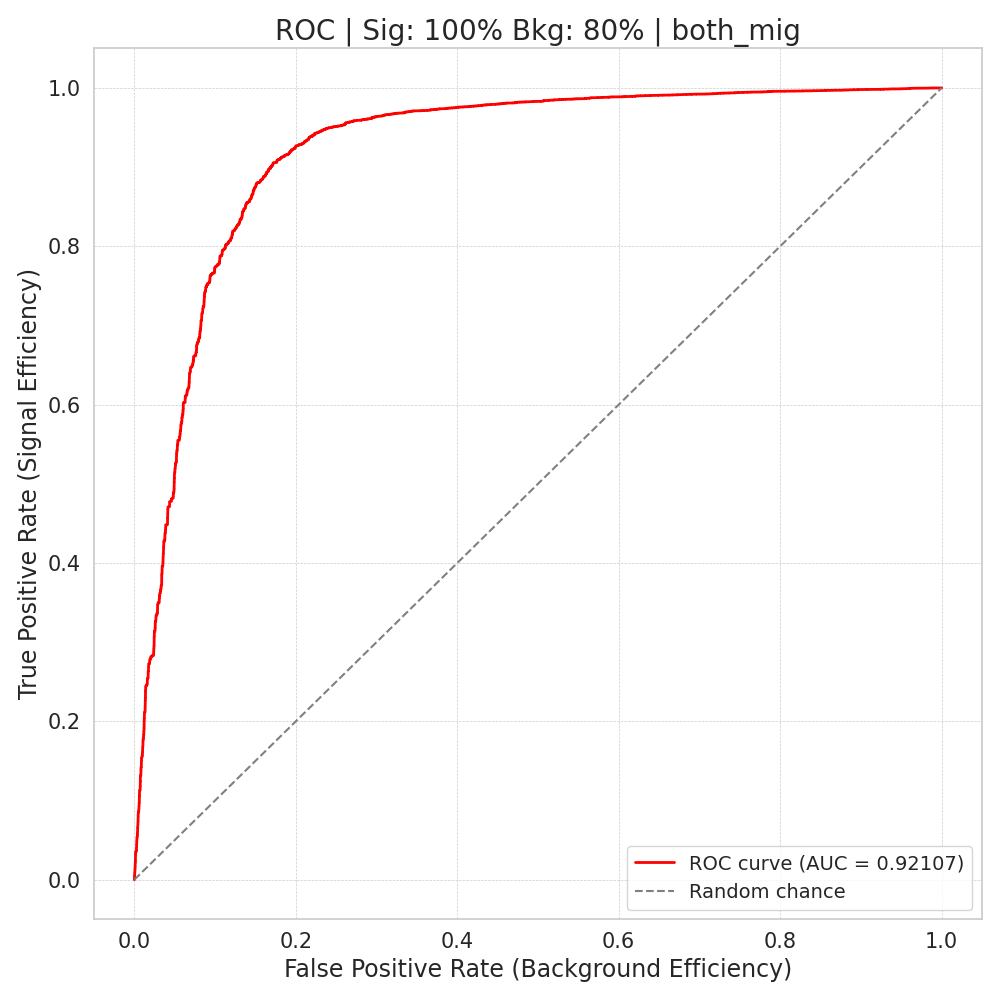 ROC | Sig: 100% Bkg: 80% | both_mig
True Positive Rate (Signal Efficiency)
1.0
0.8
0.6
0.4
0.2
0.0
ROC curve (AUC = 0.92107)
Random chance
0.0 0.2 0.4 0.6 0.8 1.0
False Positive Rate (Background Efficiency)